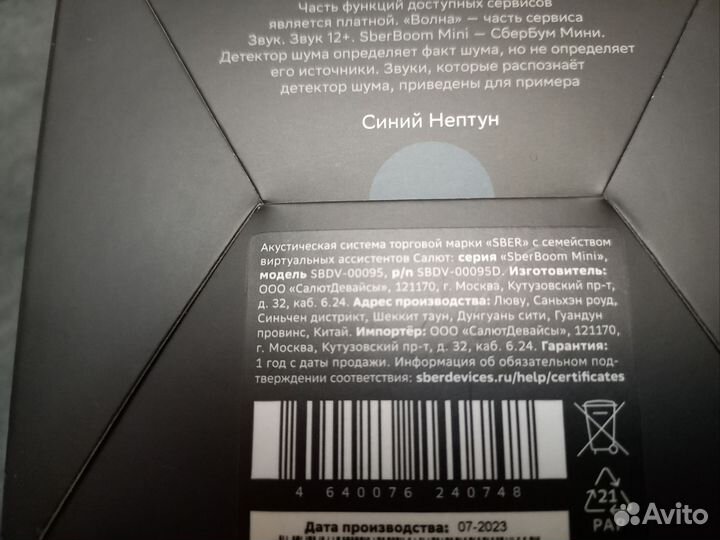 Часть функций доступных сервисов
является платной. «Волна» — часть сервиса
Звук. Звук 12+. SberBoom Mini — СберБум Мини.
Детектор шума определяет факт шума, но не определяет
его источники. Звуки, которые распознаёт
детектор шума, приведены для примера
Синий Нептун
Акустическая система торговой марки «SBER» с семейством
виртуальных ассистентов Салют: серия «SberBoom Mini»,
модель SBDV-00095, p/n SBDV-00095D. Изготовитель:
ООО «СалютДевайсы», 121170, г. Москва, Кутузовский пр-т,
д. 32, каб. 6.24. Адрес производства: Люву, Саньхэн роуд,
Синьчен дистрикт, Шеккит таун, Дунгуань сити, Гуандун
провинс, Китай. Импортёр: ООО «СалютДевайсы», 121170,
г. Москва, Кутузовский пр-т, д. 32, каб. 6.24. Гарантия:
1 год с даты продажи. Информация об обязательном под-
тверждении соответствия: sberdevices.ru/help/certificates
4 640076 240748
21
PAP
Дата производства: 07-2023
Avito